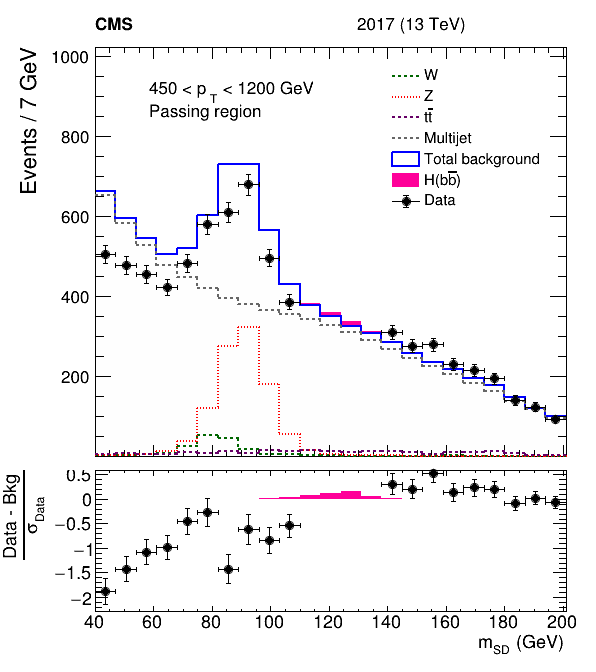 CMS 2017 (13 TeV)
Events / 7 GeV
1000
800
600
400
200
450 < p_T < 1200 GeV
Passing region
W
Z
tt̄
Multijet
Total background
H(bb̄)
Data
Data - Bkg
σ_Data
0.5
0
−0.5
−1
−1.5
−2
40 60 80 100 120 140 160 180 200
m_SD (GeV)